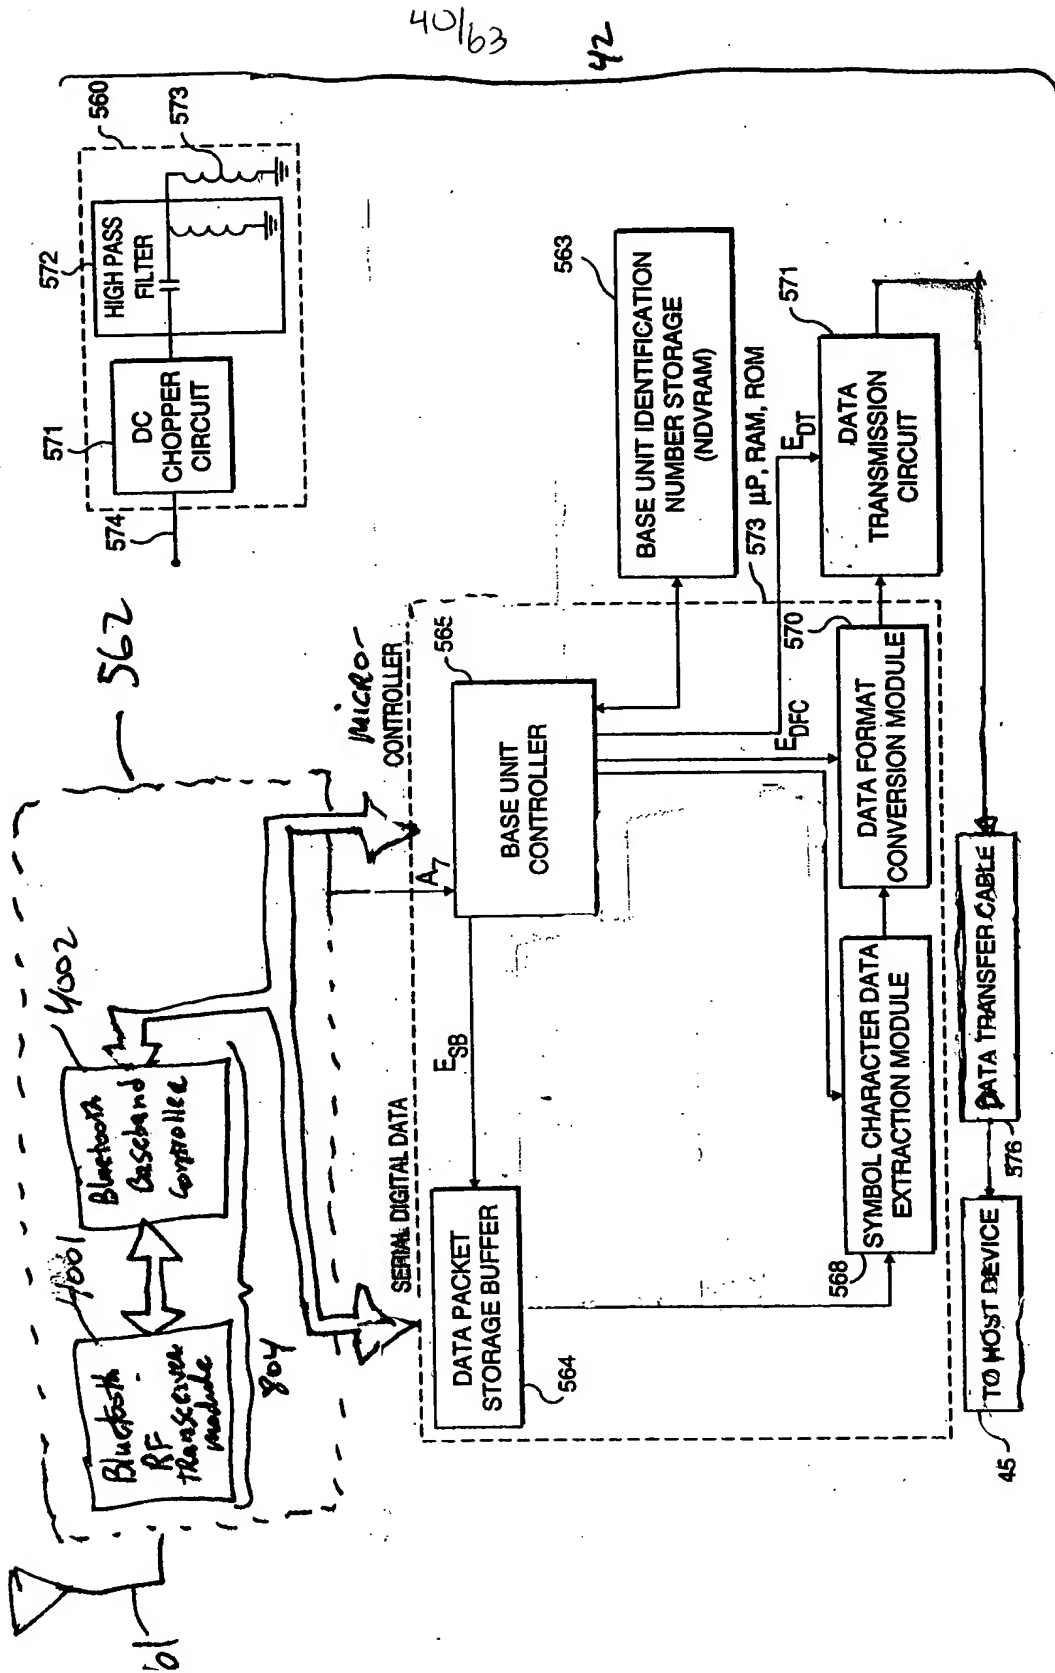 40/63
42
560
573
572
HIGH PASS
FILTER
571
DC
CHOPPER
CIRCUIT
574
562
4002
Bluetooth
Baseband
Controller
4001
Bluetooth
RF
transceiver
module
804
61
MICRO-
CONTROLLER
SERIAL DIGITAL DATA
A7
565
BASE UNIT
CONTROLLER
ESB
DATA PACKET
STORAGE BUFFER
564
563
BASE UNIT IDENTIFICATION
NUMBER STORAGE
(NDVRAM)
573 µP, RAM, ROM
EDT
EDFC
571
DATA
TRANSMISSION
CIRCUIT
570
DATA FORMAT
CONVERSION MODULE
568
SYMBOL CHARACTER DATA
EXTRACTION MODULE
DATA TRANSFER CABLE
576
TO HOST DEVICE
45